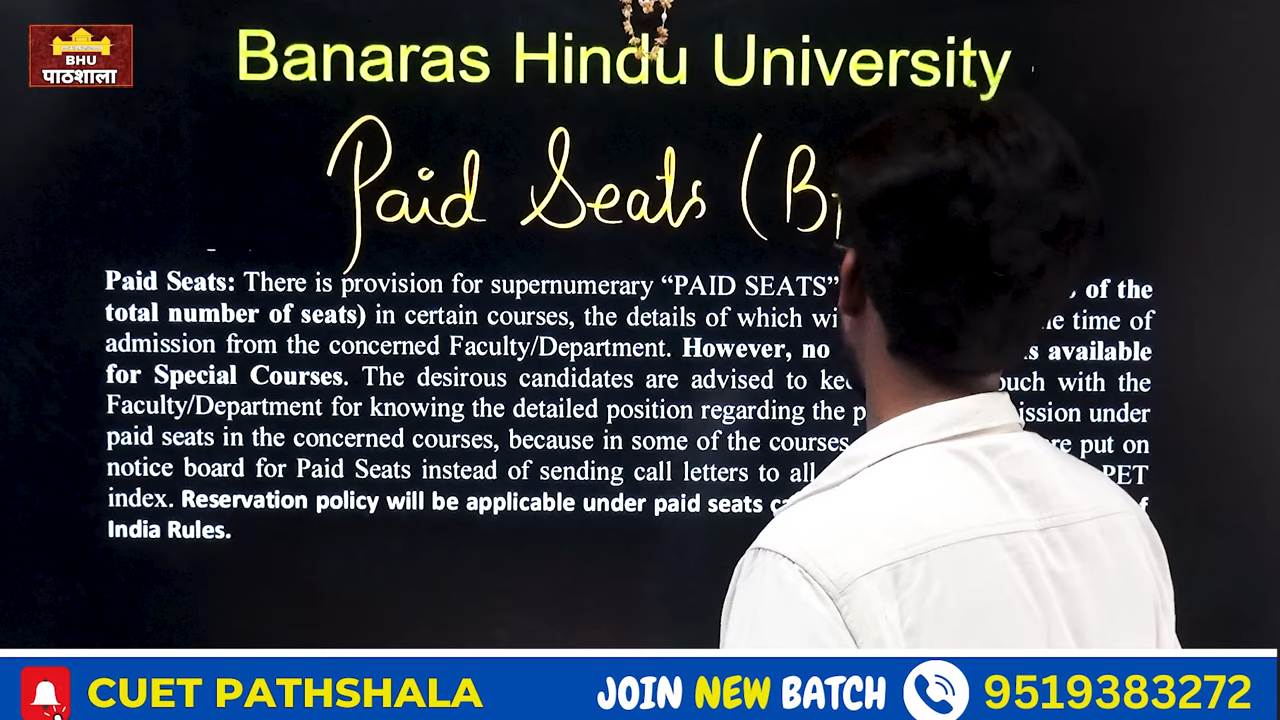 BHU
पाठशाला
Banaras Hindu University
Paid Seats (B
Paid Seats: There is provision for supernumerary “PAID SEATS” of the
total number of seats) in certain courses, the details of which time of
admission from the concerned Faculty/Department. However, no available
for Special Courses. The desirous candidates are advised to with the
Faculty/Department for knowing the detailed position regarding the under
paid seats in the concerned courses, because in some of the courses put on
notice board for Paid Seats instead of sending call letters to all PET
index. Reservation policy will be applicable under paid seats
India Rules.
CUET PATHSHALA JOIN NEW BATCH 9519383272